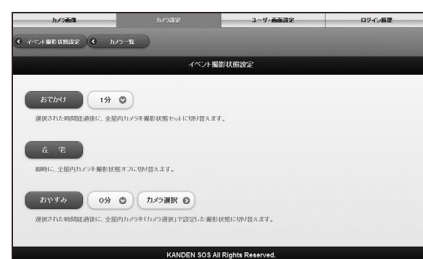 カメラ画像 カメラ設定 ユーザ・画面設定 ログイン履歴
イベント撮影状態設定 カメラ一覧
イベント撮影状態設定
おでかけ 1分
選択された時間経過後に、全屋内カメラを撮影状態セットに切り替えます。
在 宅
即時に、全屋内カメラを撮影状態オフに切り替えます。
おやすみ 0分 カメラ選択
選択された時間経過後に、全屋内カメラを「カメラ選択」で設定した撮影状態に切り替えます。
KANDEN SOS All Rights Reserved.